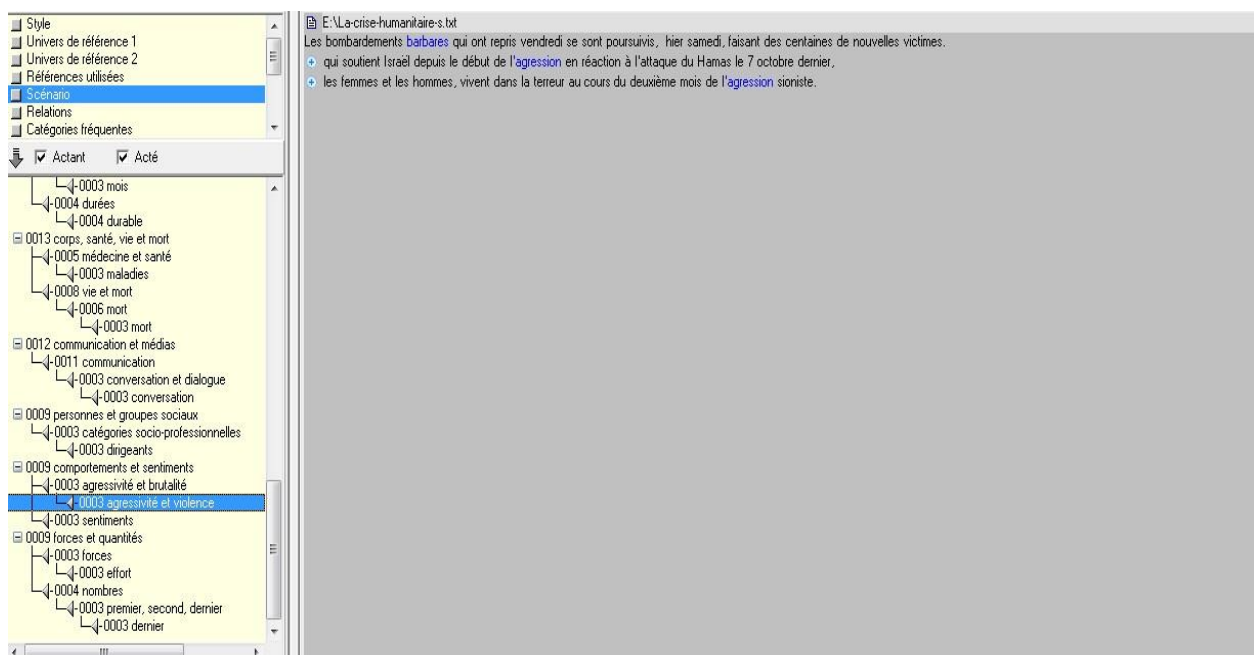 Style
Univers de référence 1
Univers de référence 2
Références utilisées
Scénario
Relations
Catégories fréquentes
Actant Acté
0003 mois
0004 durées
0004 durable
0013 corps, santé, vie et mort
0005 médecine et santé
0003 maladies
0008 vie et mort
0006 mort
0003 mort
0012 communication et médias
0011 communication
0003 conversation et dialogue
0003 conversation
0009 personnes et groupes sociaux
0003 catégories socio-professionnelles
0003 dirigeants
0009 comportements et sentiments
0003 agressivité et brutalité
0003 agressivité et violence
0003 sentiments
0009 forces et quantités
0003 forces
0003 effort
0004 nombres
0003 premier, second, dernier
0003 dernier
E:\La-crise-humanitaire-s.txt
Les bombardements barbares qui ont repris vendredi se sont poursuivis, hier samedi, faisant des centaines de nouvelles victimes.
qui soutient Israël depuis le début de l'agression en réaction à l'attaque du Hamas le 7 octobre dernier,
les femmes et les hommes, vivent dans la terreur au cours du deuxième mois de l'agression sioniste.